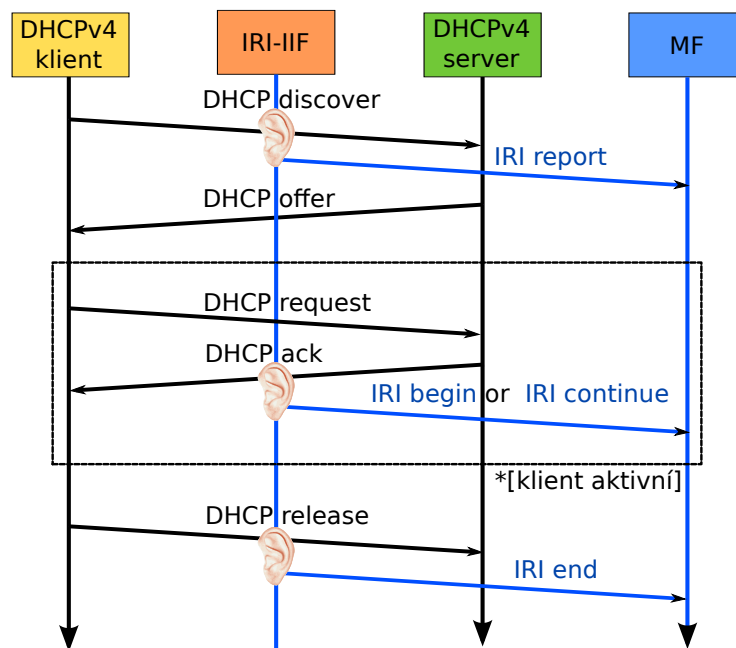 DHCPv4
klient
IRI-IIF
DHCPv4
server
MF
DHCP discover
IRI report
DHCP offer
DHCP request
DHCP ack
IRI begin or IRI continue
*[klient aktivní]
DHCP release
IRI end